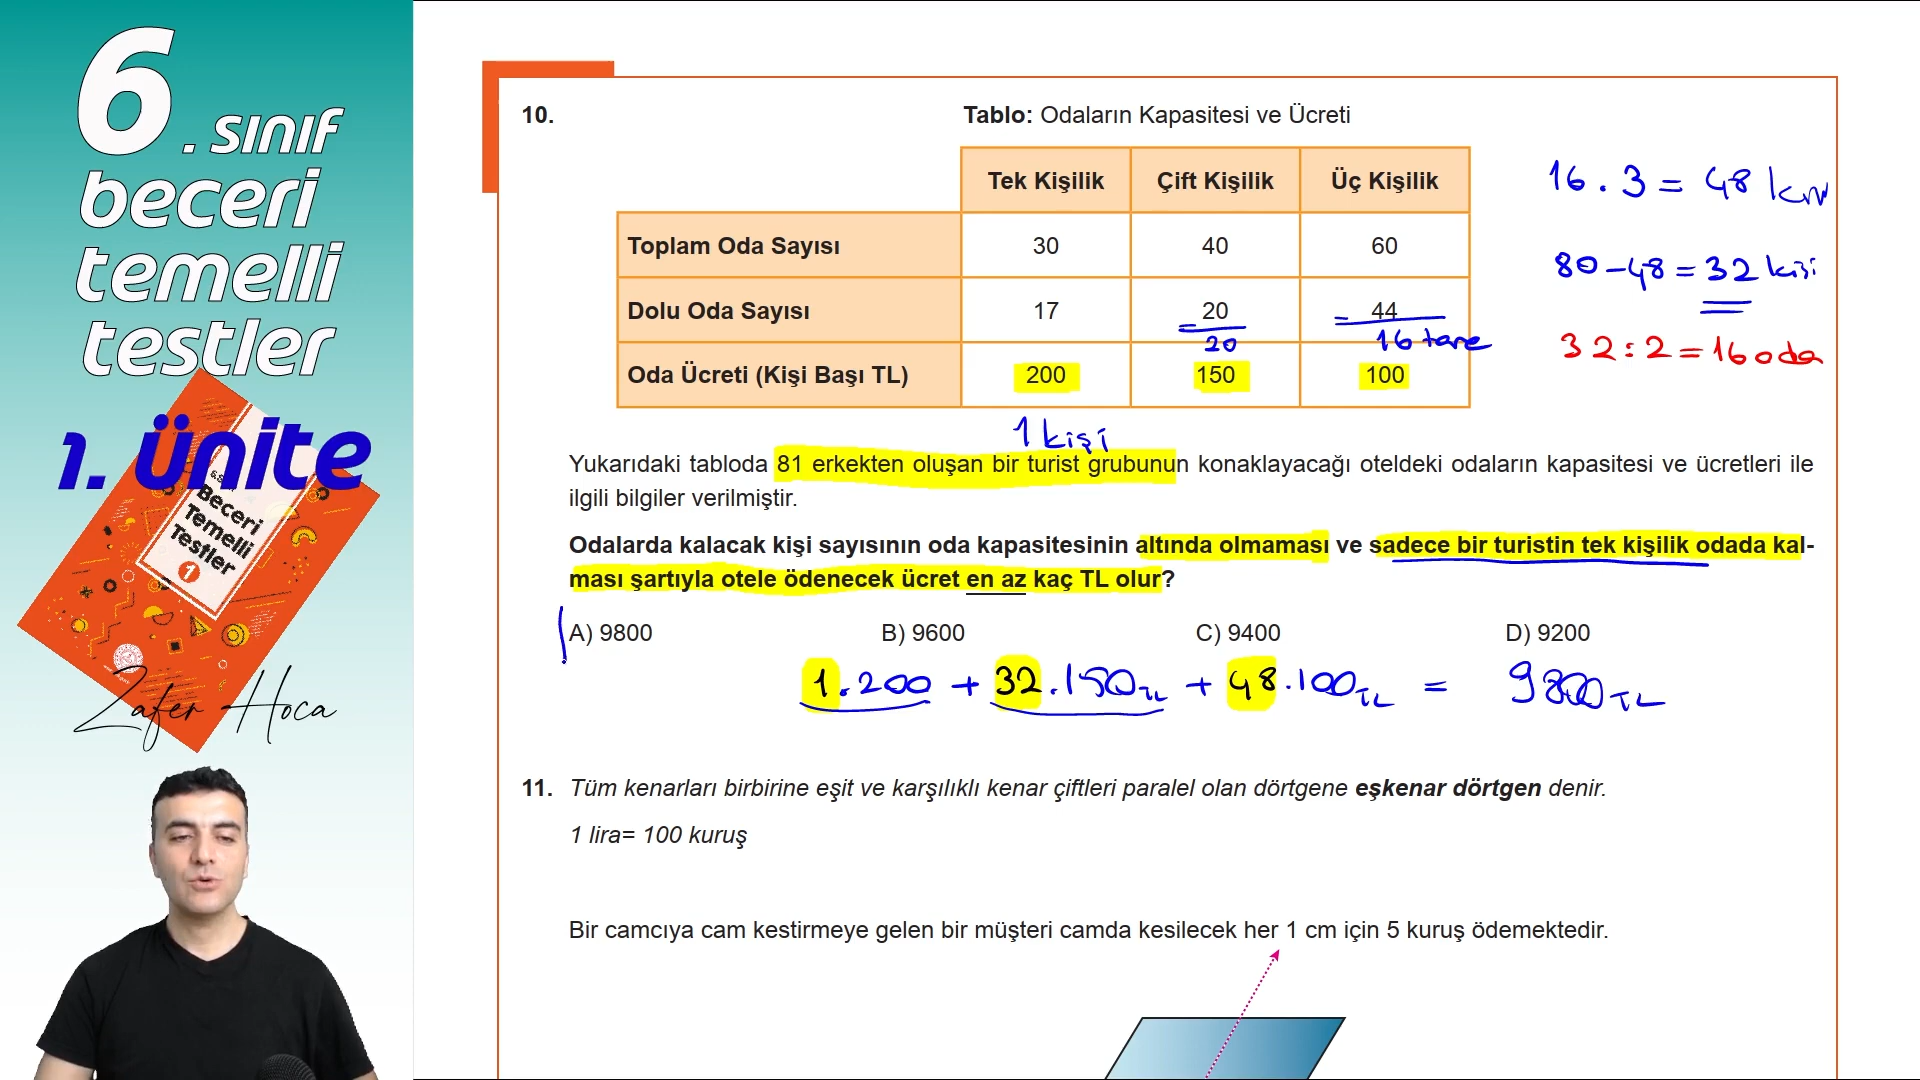 6. sınıf
beceri
temelli
testler
1. ünite
Beceri
Temelli
Testler
1
Zafer Hoca
10.
Tablo: Odaların Kapasitesi ve Ücreti
Tek Kişilik Çift Kişilik Üç Kişilik
Toplam Oda Sayısı 30 40 60
Dolu Oda Sayısı 17 20 44
20 16 tane
Oda Ücreti (Kişi Başı TL) 200 150 100
16 . 3 = 48
80 - 48 = 32 kişi
32 : 2 = 16 oda
1 kişi
Yukarıdaki tabloda 81 erkekten oluşan bir turist grubunun konaklayacağı oteldeki odaların kapasitesi ve ücretleri ile
ilgili bilgiler verilmiştir.
Odalarda kalacak kişi sayısının oda kapasitesinin altında olmaması ve sadece bir turistin tek kişilik odada kal-
ması şartıyla otele ödenecek ücret en az kaç TL olur?
A) 9800 B) 9600 C) 9400 D) 9200
1.200 + 32.150 TL + 48.100 TL = 9800 TL
11. Tüm kenarları birbirine eşit ve karşılıklı kenar çiftleri paralel olan dörtgene eşkenar dörtgen denir.
1 lira= 100 kuruş
Bir camcıya cam kestirmeye gelen bir müşteri camda kesilecek her 1 cm için 5 kuruş ödemektedir.